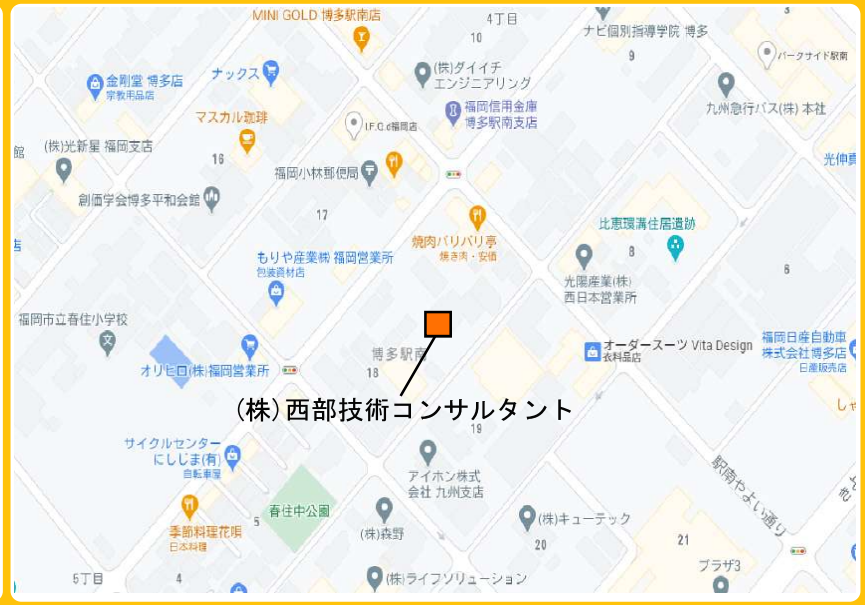 MINI GOLD 博多駅南店
4丁目
10
ナビ個別指導学院 博多
9
3
パークサイド駅南
金剛堂 博多店
宗教用品店
ナックス
(株)ダイイチ
エンジニアリング
九州急行バス(株) 本社
マスカル珈琲
I.F.O.c福岡店
福岡信用金庫
博多駅南支店
館
(株)光新星 福岡支店
16
福岡小林郵便局
光伸
創価学会博多平和会館
17
比恵環溝住居遺跡
店
もりや産業㈱ 福岡営業所
包装資材店
焼肉バリバリ亭
焼き肉・安価
8
光陽産業(株)
西日本営業所
6
福岡市立春住小学校
オリヒロ(株)福岡営業所
博多駅南
18
オーダースーツ Vita Design
衣料品店
福岡日産自動車
株式会社博多店
日産販売店
(株)西部技術コンサルタント
しゃ
19
サイクルセンター
にしじま(有)
自転車屋
アイホン株式
会社 九州支店
駅南やよい通り
季節料理花唄
日本料理
5
春住中公園
(株)森野
(株)キューテック
20
21
プラザ3
5丁目
4
(株)ライフソリューション